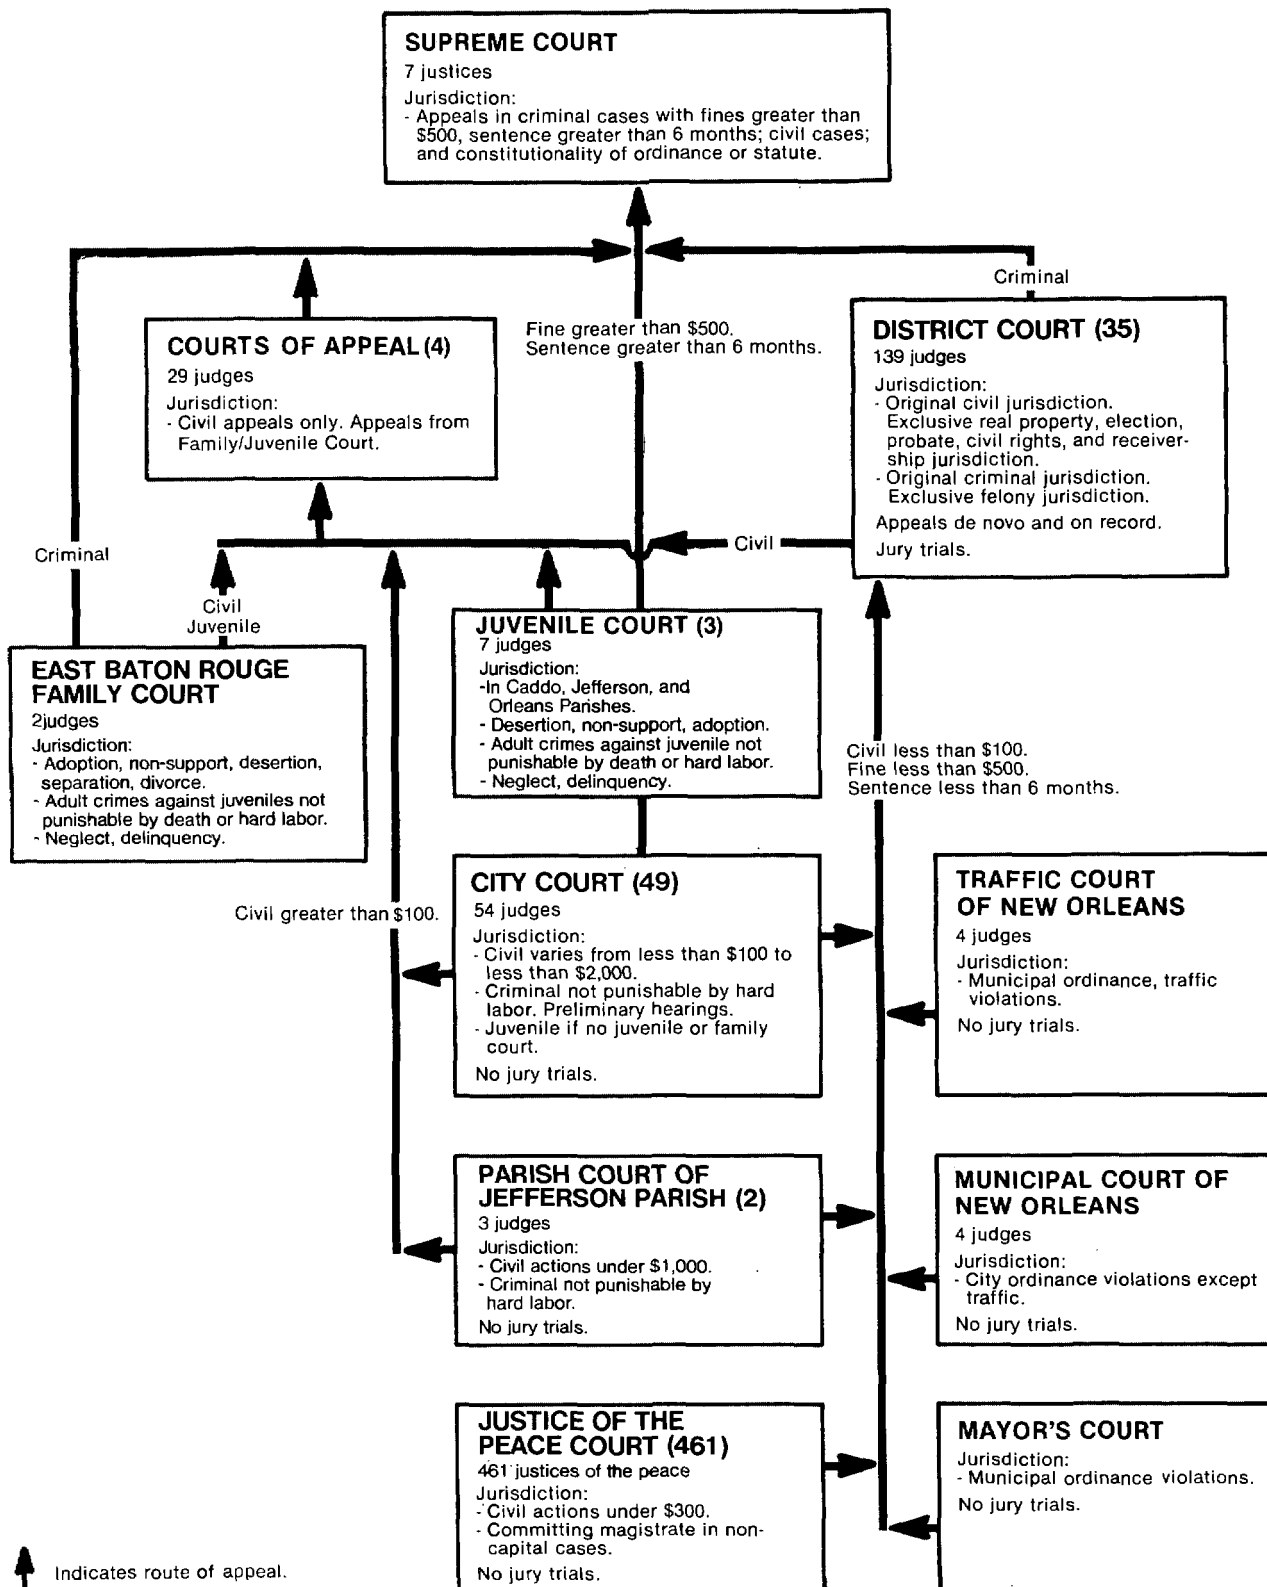 SUPREME COURT
7 justices
Jurisdiction:
- Appeals in criminal cases with fines greater than
$500, sentence greater than 6 months; civil cases;
and constitutionality of ordinance or statute.
Criminal
COURTS OF APPEAL (4)
29 judges
Jurisdiction:
- Civil appeals only. Appeals from
Family/Juvenile Court.
Fine greater than $500.
Sentence greater than 6 months.
DISTRICT COURT (35)
139 judges
Jurisdiction:
- Original civil jurisdiction.
Exclusive real property, election,
probate, civil rights, and receiver-
ship jurisdiction.
- Original criminal jurisdiction.
Exclusive felony jurisdiction.
Appeals de novo and on record.
Jury trials.
Criminal
Civil
Civil
Juvenile
EAST BATON ROUGE
FAMILY COURT
2judges
Jurisdiction:
- Adoption, non-support, desertion,
separation, divorce.
- Adult crimes against juveniles not
punishable by death or hard labor.
- Neglect, delinquency.
JUVENILE COURT (3)
7 judges
Jurisdiction:
-In Caddo, Jefferson, and
Orleans Parishes.
- Desertion, non-support, adoption.
- Adult crimes against juvenile not
punishable by death or hard labor.
- Neglect, delinquency.
Civil less than $100.
Fine less than $500.
Sentence less than 6 months.
Civil greater than $100.
CITY COURT (49)
54 judges
Jurisdiction:
- Civil varies from less than $100 to
less than $2,000.
- Criminal not punishable by hard
labor. Preliminary hearings.
- Juvenile if no juvenile or family
court.
No jury trials.
TRAFFIC COURT
OF NEW ORLEANS
4 judges
Jurisdiction:
- Municipal ordinance, traffic
violations.
No jury trials.
PARISH COURT OF
JEFFERSON PARISH (2)
3 judges
Jurisdiction:
- Civil actions under $1,000.
- Criminal not punishable by
hard labor.
No jury trials.
MUNICIPAL COURT OF
NEW ORLEANS
4 judges
Jurisdiction:
- City ordinance violations except
traffic.
No jury trials.
JUSTICE OF THE
PEACE COURT (461)
461 justices of the peace
Jurisdiction:
- Civil actions under $300.
- Committing magistrate in non-
capital cases.
No jury trials.
MAYOR'S COURT
Jurisdiction:
- Municipal ordinance violations.
No jury trials.
Indicates route of appeal.